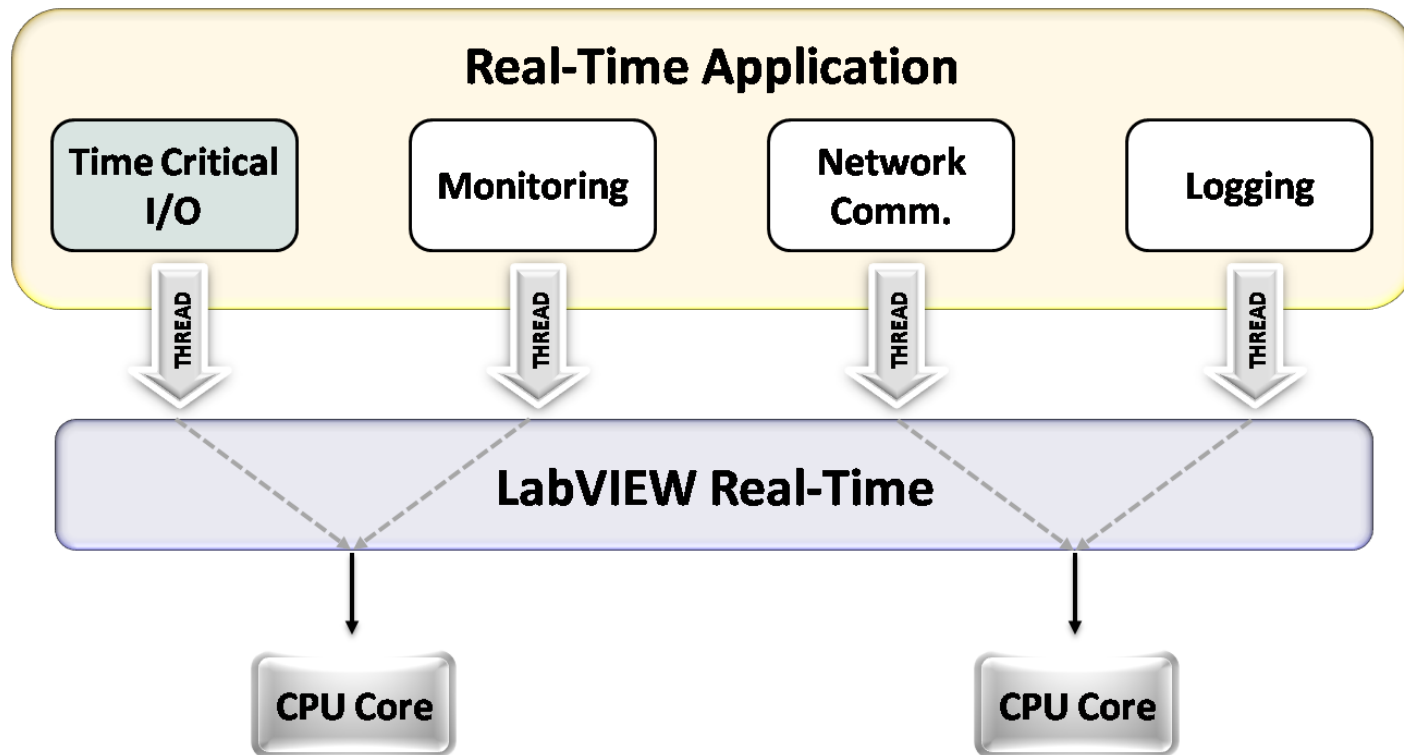 Real-Time Application
Time Critical
I/O
Monitoring
Network
Comm.
Logging
THREAD
THREAD
THREAD
THREAD
LabVIEW Real-Time
CPU Core
CPU Core